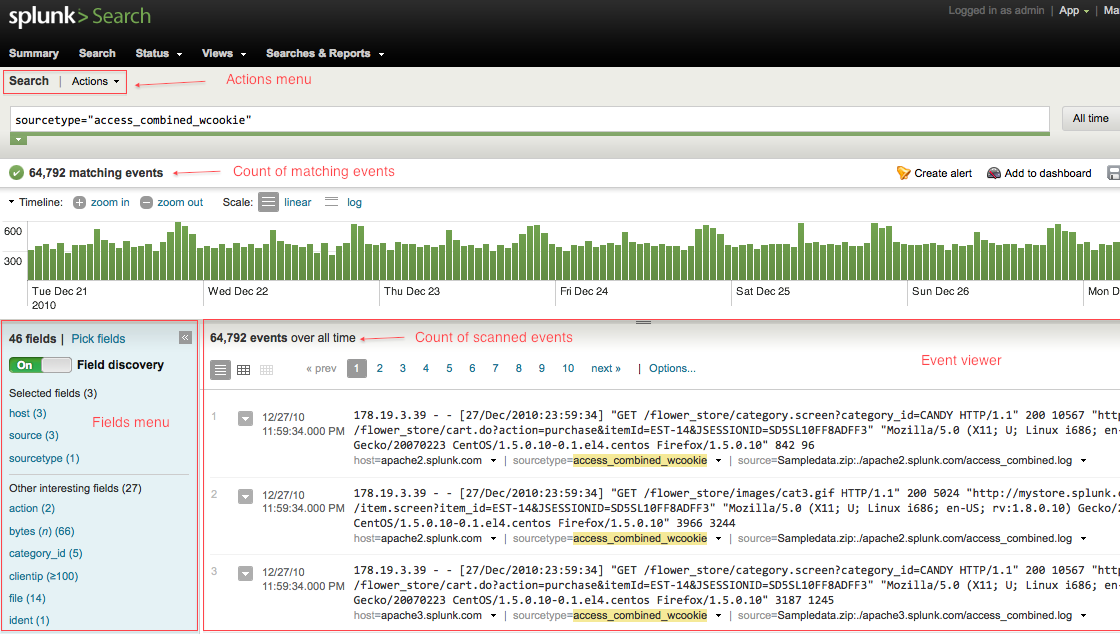 splunk> Search
Logged in as admin | App | Ma
Summary Search Status Views Searches & Reports
Search | Actions
Actions menu
sourcetype="access_combined_wcookie"
All time
64,792 matching events
Count of matching events
Create alert
Add to dashboard
Timeline: zoom in zoom out Scale: linear log
600
300
Tue Dec 21
2010
Wed Dec 22
Thu Dec 23
Fri Dec 24
Sat Dec 25
Sun Dec 26
Mon D
46 fields | Pick fields
«
On Field discovery
Selected fields (3)
host (3)
source (3)
sourcetype (1)
Fields menu
Other interesting fields (27)
action (2)
bytes (n) (66)
category_id (5)
clientip (≥100)
file (14)
ident (1)
64,792 events over all time
Count of scanned events
Event viewer
« prev 1 2 3 4 5 6 7 8 9 10 next » | Options...
1 12/27/10 178.19.3.39 - - [27/Dec/2010:23:59:34] "GET /flower_store/category.screen?category_id=CANDY HTTP/1.1" 200 10567 "htt
11:59:34.000 PM /flower_store/cart.do?action=purchase&itemId=EST-14&JSESSIONID=SD5SL10FF8ADFF3" "Mozilla/5.0 (X11; U; Linux i686; en-
Gecko/20070223 CentOS/1.5.0.10-0.1.el4.centos Firefox/1.5.0.10" 842 96
host=apache2.splunk.com | sourcetype=access_combined_wcookie | source=Sampledata.zip:/apache2.splunk.com/access_combined.log
2 12/27/10 178.19.3.39 - - [27/Dec/2010:23:59:34] "GET /flower_store/images/cat3.gif HTTP/1.1" 200 5024 "http://mystore.splunk.c
11:59:34.000 PM /item.screen?item_id=EST-14&JSESSIONID=SD5SL10FF8ADFF3" "Mozilla/5.0 (X11; U; Linux i686; en-US; rv:1.8.0.10) Gecko/2
CentOS/1.5.0.10-0.1.el4.centos Firefox/1.5.0.10" 3966 3244
host=apache2.splunk.com | sourcetype=access_combined_wcookie | source=Sampledata.zip:/apache2.splunk.com/access_combined.log
3 12/27/10 178.19.3.39 - - [27/Dec/2010:23:59:34] "GET /flower_store/category.screen?category_id=CANDY HTTP/1.1" 200 10567 "htt
11:59:34.000 PM /flower_store/cart.do?action=purchase&itemId=EST-14&JSESSIONID=SD5SL10FF8ADFF3" "Mozilla/5.0 (X11; U; Linux i686; en-
Gecko/20070223 CentOS/1.5.0.10-0.1.el4.centos Firefox/1.5.0.10" 3187 1245
host=apache3.splunk.com | sourcetype=access_combined_wcookie | source=Sampledata.zip:/apache3.splunk.com/access_combined.log